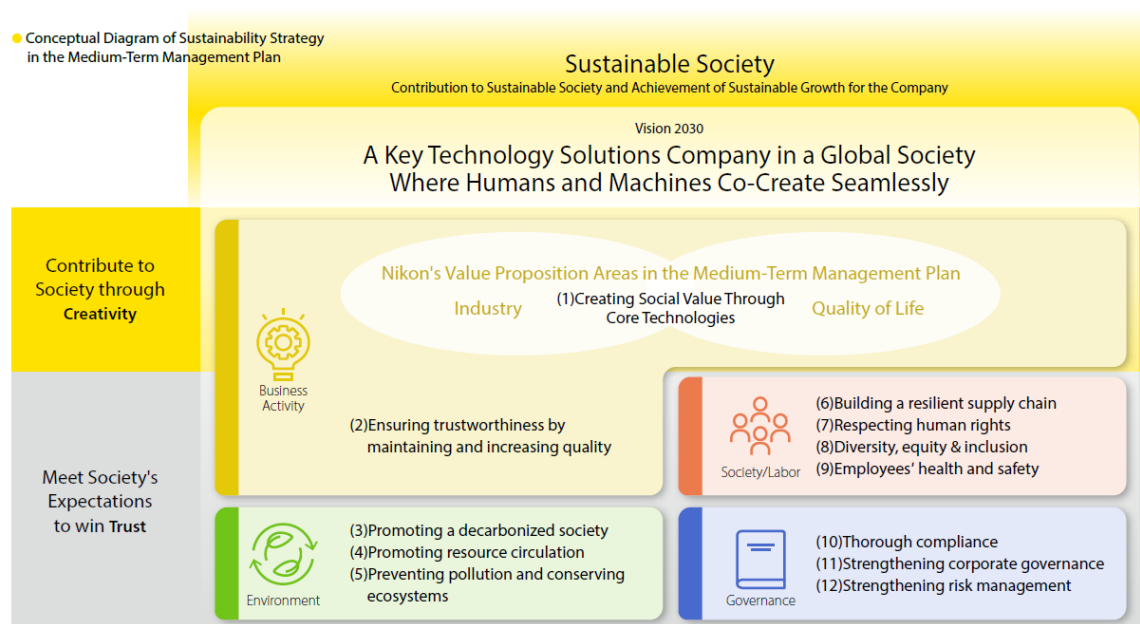 Conceptual Diagram of Sustainability Strategy
in the Medium-Term Management Plan
Sustainable Society
Contribution to Sustainable Society and Achievement of Sustainable Growth for the Company
Vision 2030
A Key Technology Solutions Company in a Global Society
Where Humans and Machines Co-Create Seamlessly
Contribute to
Society through
Creativity
Business
Activity
Nikon's Value Proposition Areas in the Medium-Term Management Plan
Industry
(1)Creating Social Value Through
Core Technologies
Quality of Life
(2)Ensuring trustworthiness by
maintaining and increasing quality
Meet Society's
Expectations
to win Trust
Society/Labor
(6)Building a resilient supply chain
(7)Respecting human rights
(8)Diversity, equity & inclusion
(9)Employees’ health and safety
Environment
(3)Promoting a decarbonized society
(4)Promoting resource circulation
(5)Preventing pollution and conserving
ecosystems
Governance
(10)Thorough compliance
(11)Strengthening corporate governance
(12)Strengthening risk management